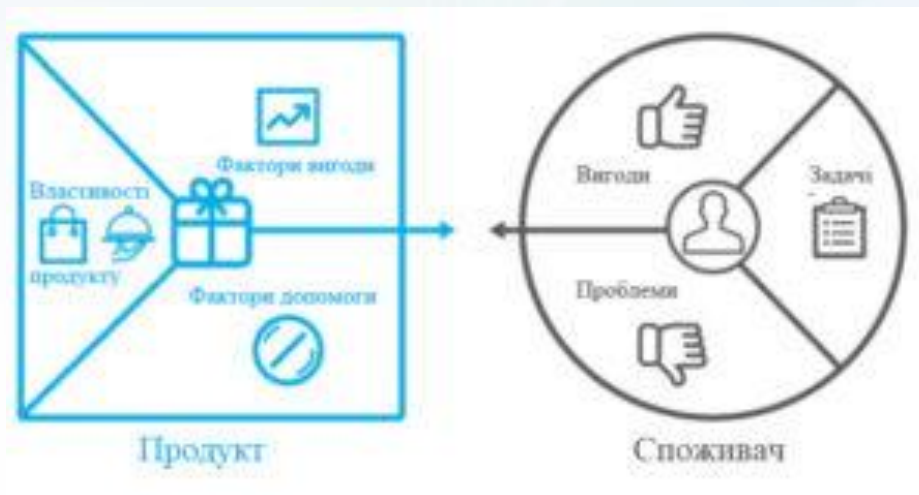 Фактори вигоди
Властивості
продукту
Фактори допомоги
Продукт
Вигоди
Задачі
Проблеми
Споживач